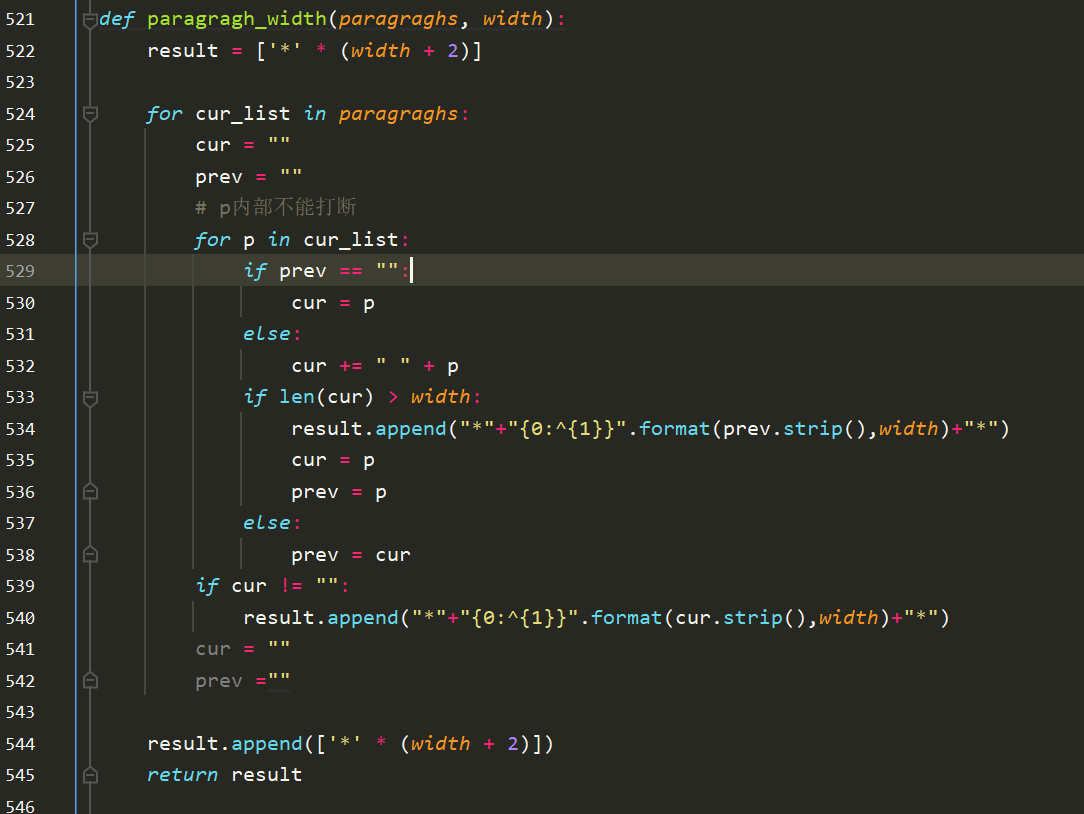 521 def paragragh_width(paragraghs, width):
522     result = ['*' * (width + 2)]
523
524     for cur_list in paragraghs:
525         cur = ""
526         prev = ""
527         # p内部不能打断
528         for p in cur_list:
529             if prev == "":
530                 cur = p
531             else:
532                 cur += " " + p
533             if len(cur) > width:
534                 result.append("*"+"{0:^{1}}".format(prev.strip(),width)+"*")
535                 cur = p
536                 prev = p
537             else:
538                 prev = cur
539         if cur != "":
540             result.append("*"+"{0:^{1}}".format(cur.strip(),width)+"*")
541         cur = ""
542         prev =""
543
544     result.append(['*' * (width + 2)])
545     return result
546